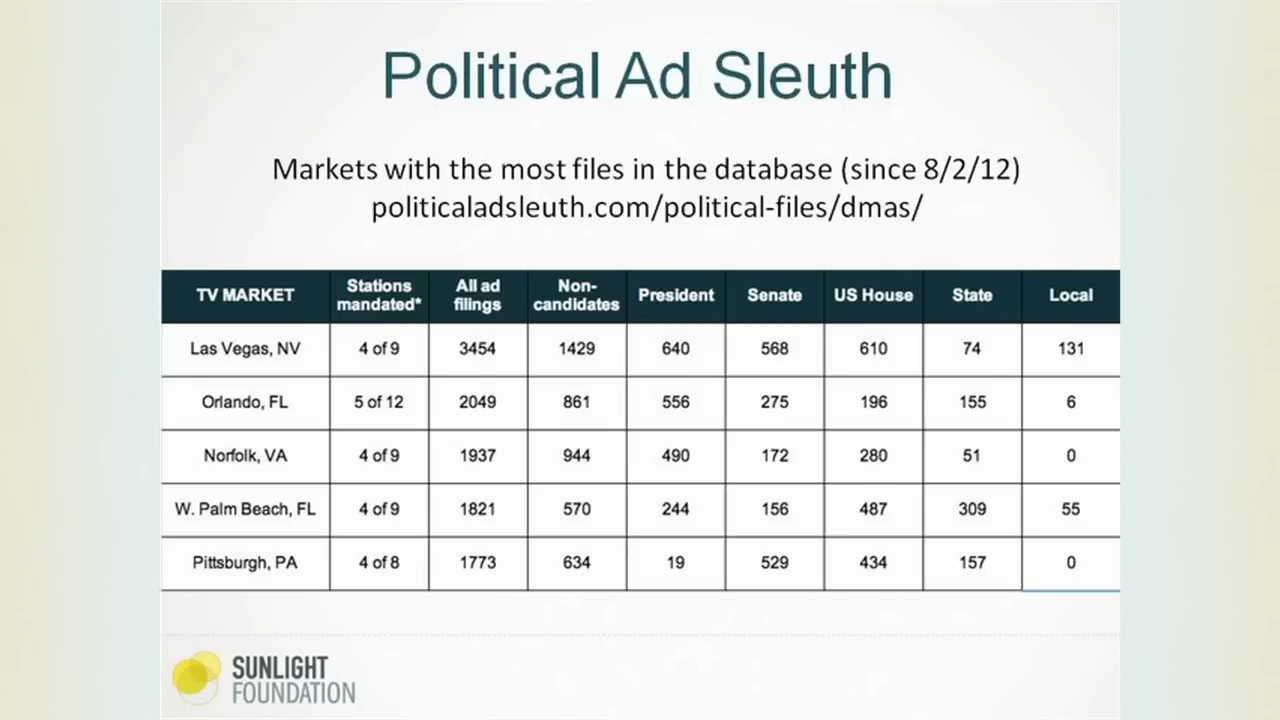 Political Ad Sleuth
Markets with the most files in the database (since 8/2/12)
politicaladsleuth.com/political-files/dmas/
TV MARKET Stations mandated* All ad filings Non-candidates President Senate US House State Local
Las Vegas, NV 4 of 9 3454 1429 640 568 610 74 131
Orlando, FL 5 of 12 2049 861 556 275 196 155 6
Norfolk, VA 4 of 9 1937 944 490 172 280 51 0
W. Palm Beach, FL 4 of 9 1821 570 244 156 487 309 55
Pittsburgh, PA 4 of 8 1773 634 19 529 434 157 0
SUNLIGHT
FOUNDATION